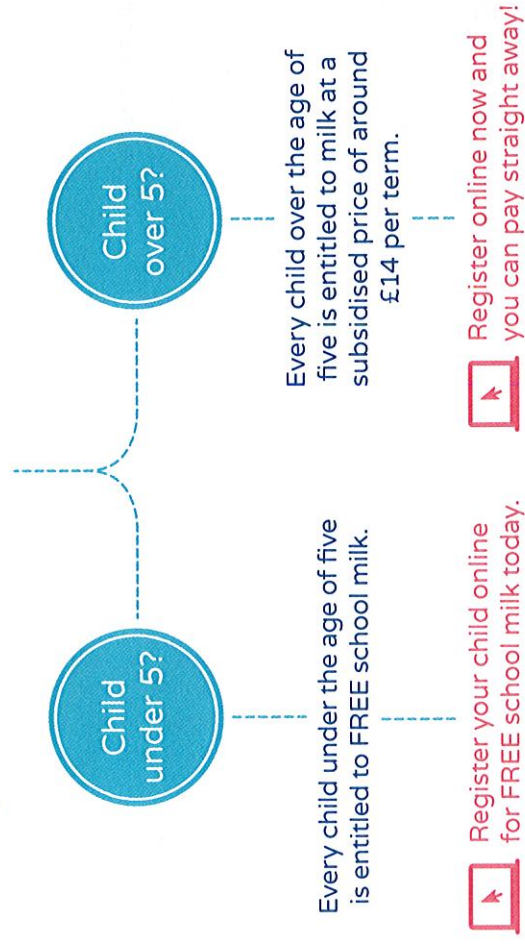 Child
under 5?
Every child under the age of five
is entitled to FREE school milk.
Register your child online
for FREE school milk today.
Child
over 5?
Every child over the age of
five is entitled to milk at a
subsidised price of around
£14 per term.
Register online now and
you can pay straight away!